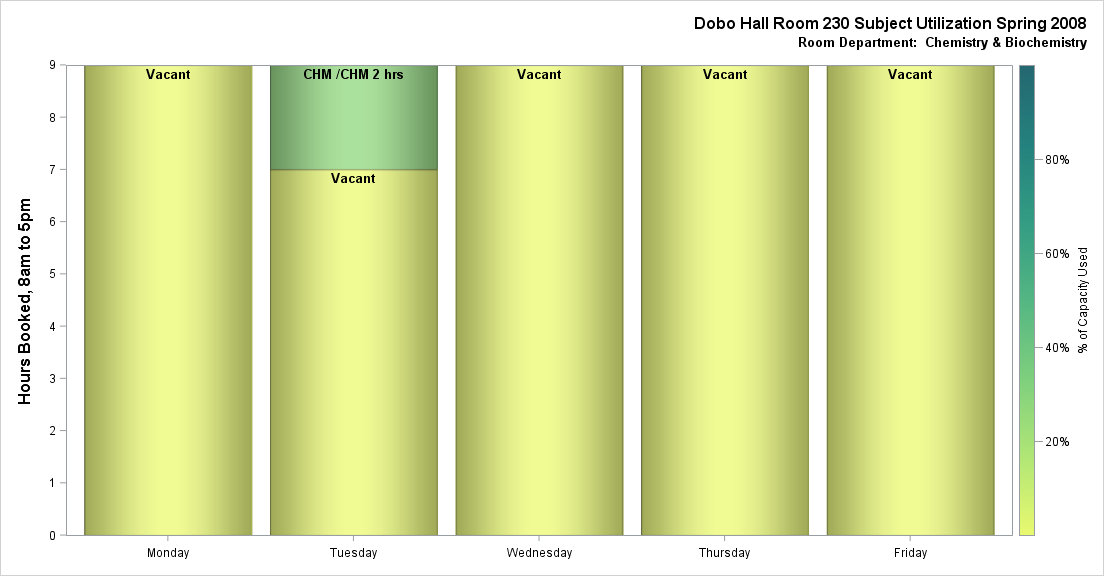 Dobo Hall Room 230 Subject Utilization Spring 2008
Room Department:  Chemistry & Biochemistry
Hours Booked, 8am to 5pm
9
8
7
6
5
4
3
2
1
0
Vacant
CHM /CHM 2 hrs
Vacant
Vacant
Vacant
Vacant
Monday
Tuesday
Wednesday
Thursday
Friday
80%
60%
40%
20%
% of Capacity Used